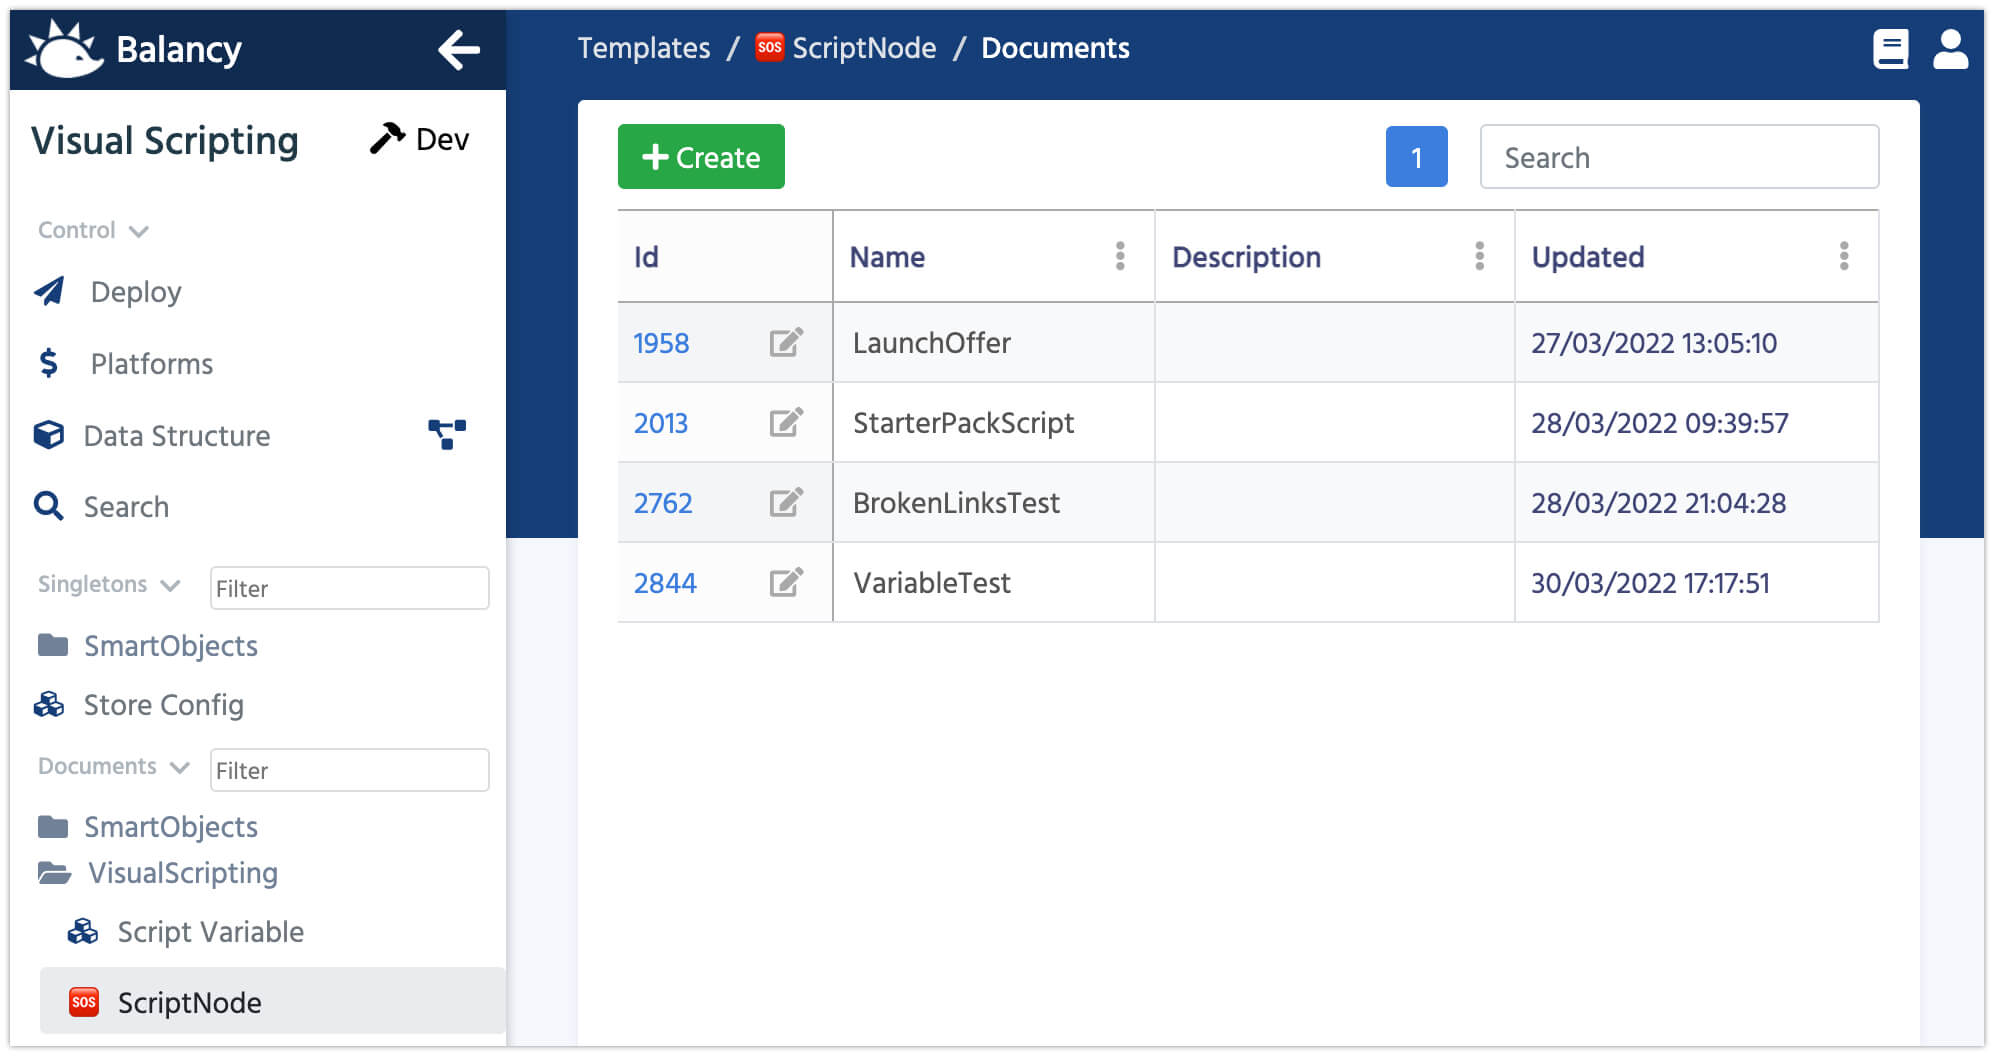 Balancy
Visual Scripting Dev
Control
Deploy
Platforms
Data Structure
Search
Singletons Filter
SmartObjects
Store Config
Documents Filter
SmartObjects
VisualScripting
Script Variable
SOS ScriptNode
Templates / SOS ScriptNode / Documents
+ Create 1 Search
Id Name Description Updated
1958 LaunchOffer 27/03/2022 13:05:10
2013 StarterPackScript 28/03/2022 09:39:57
2762 BrokenLinksTest 28/03/2022 21:04:28
2844 VariableTest 30/03/2022 17:17:51